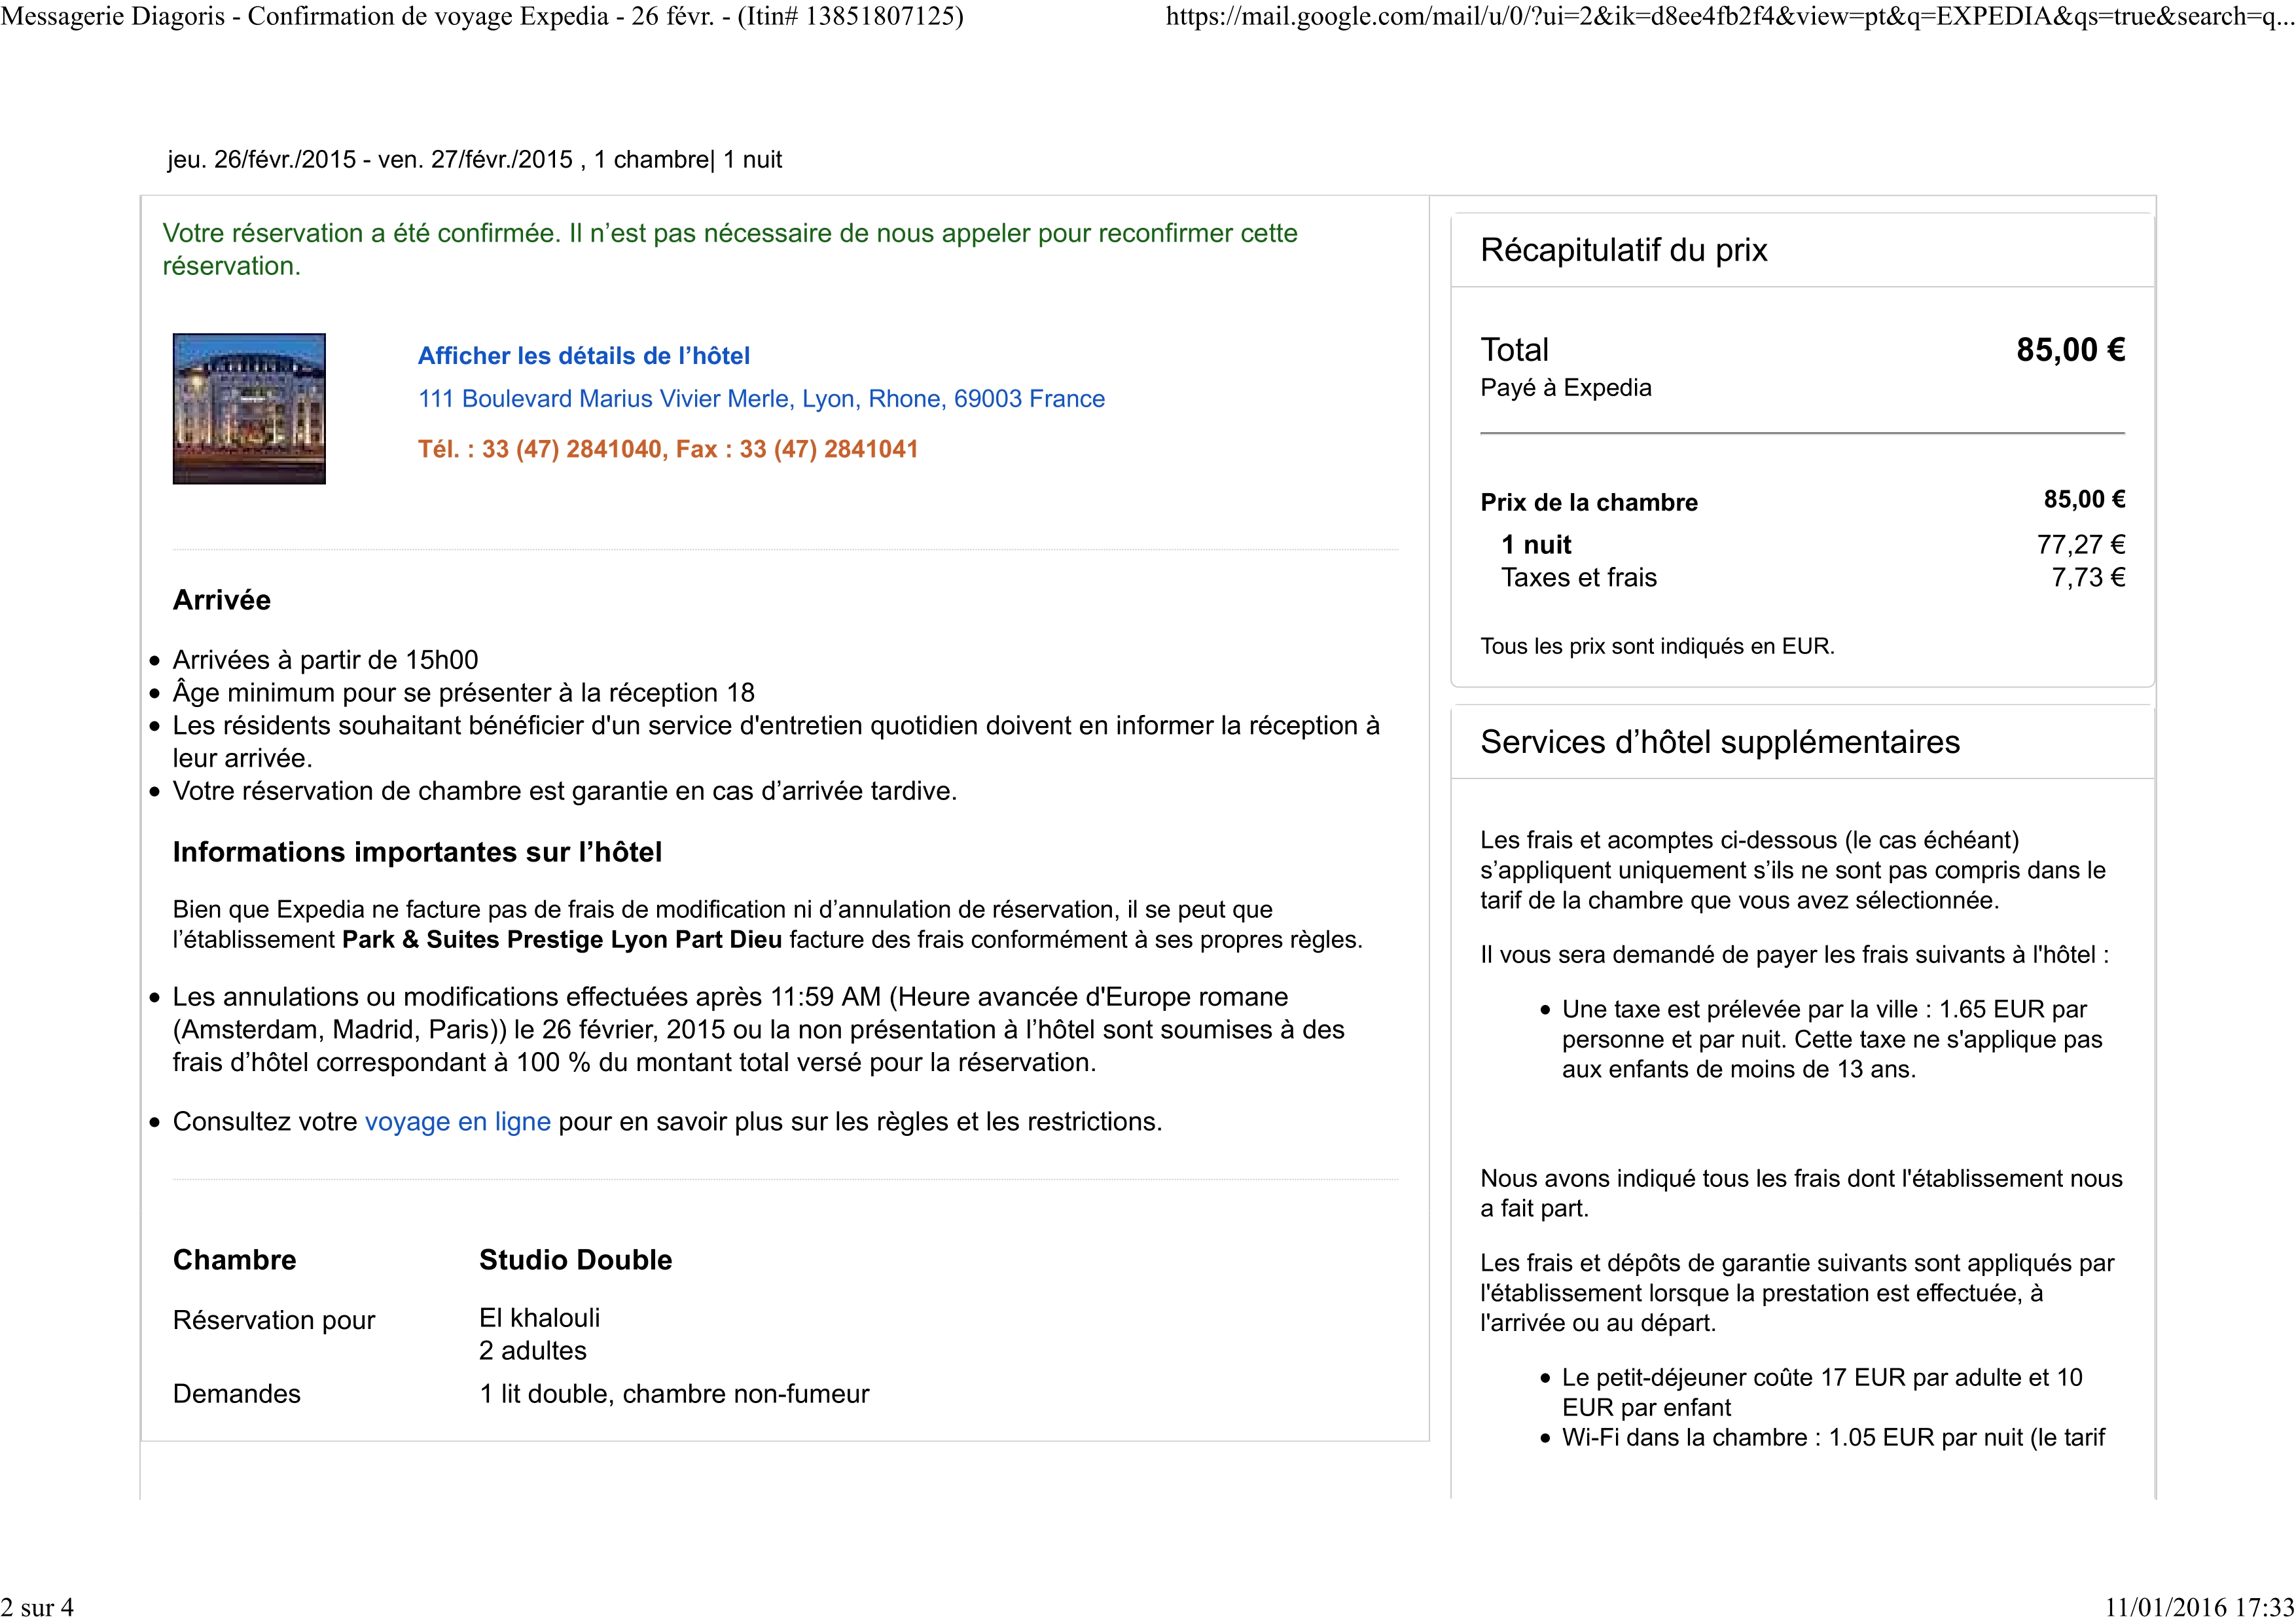 Messagerie Diagoris - Confirmation de voyage Expedia - 26 févr. - (Itin# 13851807125)
https://mail.google.com/mail/u/0/?ui=2&ik=d8ee4fb2f4&view=pt&q=EXPEDIA&qs=true&search=q...
jeu. 26/févr./2015 - ven. 27/févr./2015 , 1 chambre| 1 nuit
Votre réservation a été confirmée. Il n’est pas nécessaire de nous appeler pour reconfirmer cette
réservation.
Afficher les détails de l’hôtel
111 Boulevard Marius Vivier Merle, Lyon, Rhone, 69003 France
Tél. : 33 (47) 2841040, Fax : 33 (47) 2841041
Arrivée
• Arrivées à partir de 15h00
• Âge minimum pour se présenter à la réception 18
• Les résidents souhaitant bénéficier d'un service d'entretien quotidien doivent en informer la réception à
leur arrivée.
• Votre réservation de chambre est garantie en cas d’arrivée tardive.
Informations importantes sur l’hôtel
Bien que Expedia ne facture pas de frais de modification ni d’annulation de réservation, il se peut que
l’établissement Park & Suites Prestige Lyon Part Dieu facture des frais conformément à ses propres règles.
• Les annulations ou modifications effectuées après 11:59 AM (Heure avancée d'Europe romane
(Amsterdam, Madrid, Paris)) le 26 février, 2015 ou la non présentation à l’hôtel sont soumises à des
frais d’hôtel correspondant à 100 % du montant total versé pour la réservation.
• Consultez votre voyage en ligne pour en savoir plus sur les règles et les restrictions.
Chambre Studio Double
Réservation pour El khalouli
2 adultes
Demandes 1 lit double, chambre non-fumeur
Récapitulatif du prix
Total 85,00 €
Payé à Expedia
Prix de la chambre 85,00 €
1 nuit 77,27 €
Taxes et frais 7,73 €
Tous les prix sont indiqués en EUR.
Services d’hôtel supplémentaires
Les frais et acomptes ci-dessous (le cas échéant)
s’appliquent uniquement s’ils ne sont pas compris dans le
tarif de la chambre que vous avez sélectionnée.
Il vous sera demandé de payer les frais suivants à l'hôtel :
• Une taxe est prélevée par la ville : 1.65 EUR par
personne et par nuit. Cette taxe ne s'applique pas
aux enfants de moins de 13 ans.
Nous avons indiqué tous les frais dont l'établissement nous
a fait part.
Les frais et dépôts de garantie suivants sont appliqués par
l'établissement lorsque la prestation est effectuée, à
l'arrivée ou au départ.
• Le petit-déjeuner coûte 17 EUR par adulte et 10
EUR par enfant
• Wi-Fi dans la chambre : 1.05 EUR par nuit (le tarif
2 sur 4
11/01/2016 17:33